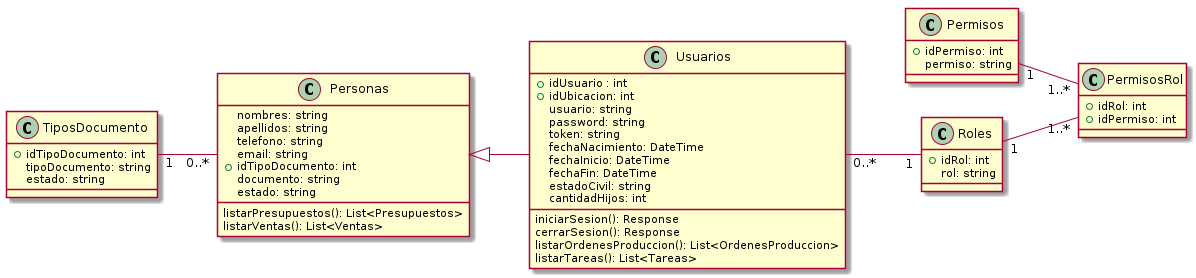 C TiposDocumento
idTipoDocumento: int
tipoDocumento: string
estado: string
1
0..*
C Personas
nombres: string
apellidos: string
telefono: string
email: string
idTipoDocumento: int
documento: string
estado: string
listarPresupuestos(): List<Presupuestos>
listarVentas(): List<Ventas>
C Usuarios
idUsuario : int
idUbicacion: int
usuario: string
password: string
token: string
fechaNacimiento: DateTime
fechaInicio: DateTime
fechaFin: DateTime
estadoCivil: string
cantidadHijos: int
iniciarSesion(): Response
cerrarSesion(): Response
listarOrdenesProduccion(): List<OrdenesProduccion>
listarTareas(): List<Tareas>
0..*
1
C Permisos
idPermiso: int
permiso: string
1
1..*
C Roles
idRol: int
rol: string
1
1..*
C PermisosRol
idRol: int
idPermiso: int